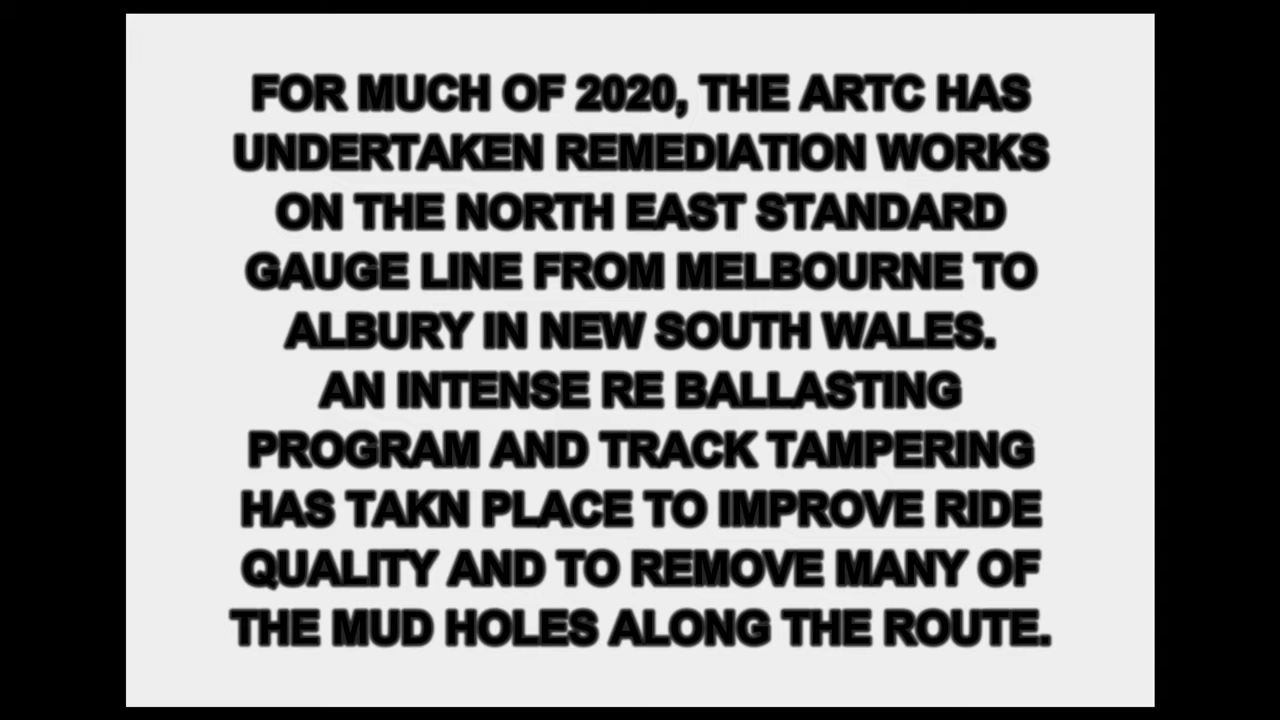 FOR MUCH OF 2020, THE ARTC HAS
UNDERTAKEN REMEDIATION WORKS
ON THE NORTH EAST STANDARD
GAUGE LINE FROM MELBOURNE TO
ALBURY IN NEW SOUTH WALES.
AN INTENSE RE BALLASTING
PROGRAM AND TRACK TAMPERING
HAS TAKN PLACE TO IMPROVE RIDE
QUALITY AND TO REMOVE MANY OF
THE MUD HOLES ALONG THE ROUTE.